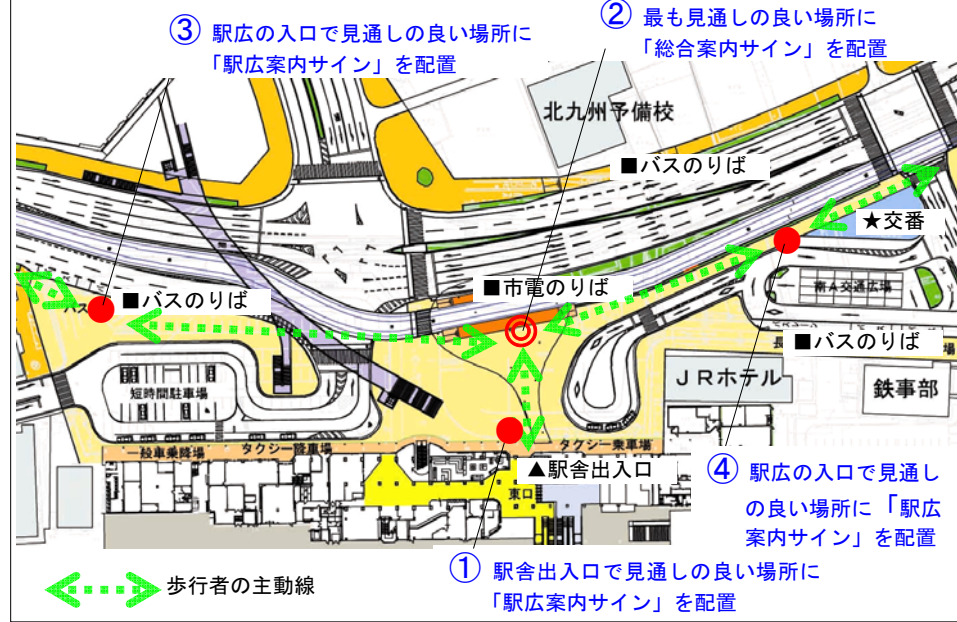 ③ 駅広の入口で見通しの良い場所に
「駅広案内サイン」を配置
② 最も見通しの良い場所に
「総合案内サイン」を配置
北九州予備校
■バスのりば
★交番
■バスのりば
バス
■市電のりば
南A交通広場
■バスのりば
長
場
JRホテル
鉄事部
短時間駐車場
一般車乗降場
タクシー降車場
タクシー乗車場
▲駅舎出入口
東口
④ 駅広の入口で見通し
の良い場所に「駅広
案内サイン」を配置
① 駅舎出入口で見通しの良い場所に
「駅広案内サイン」を配置
歩行者の主動線